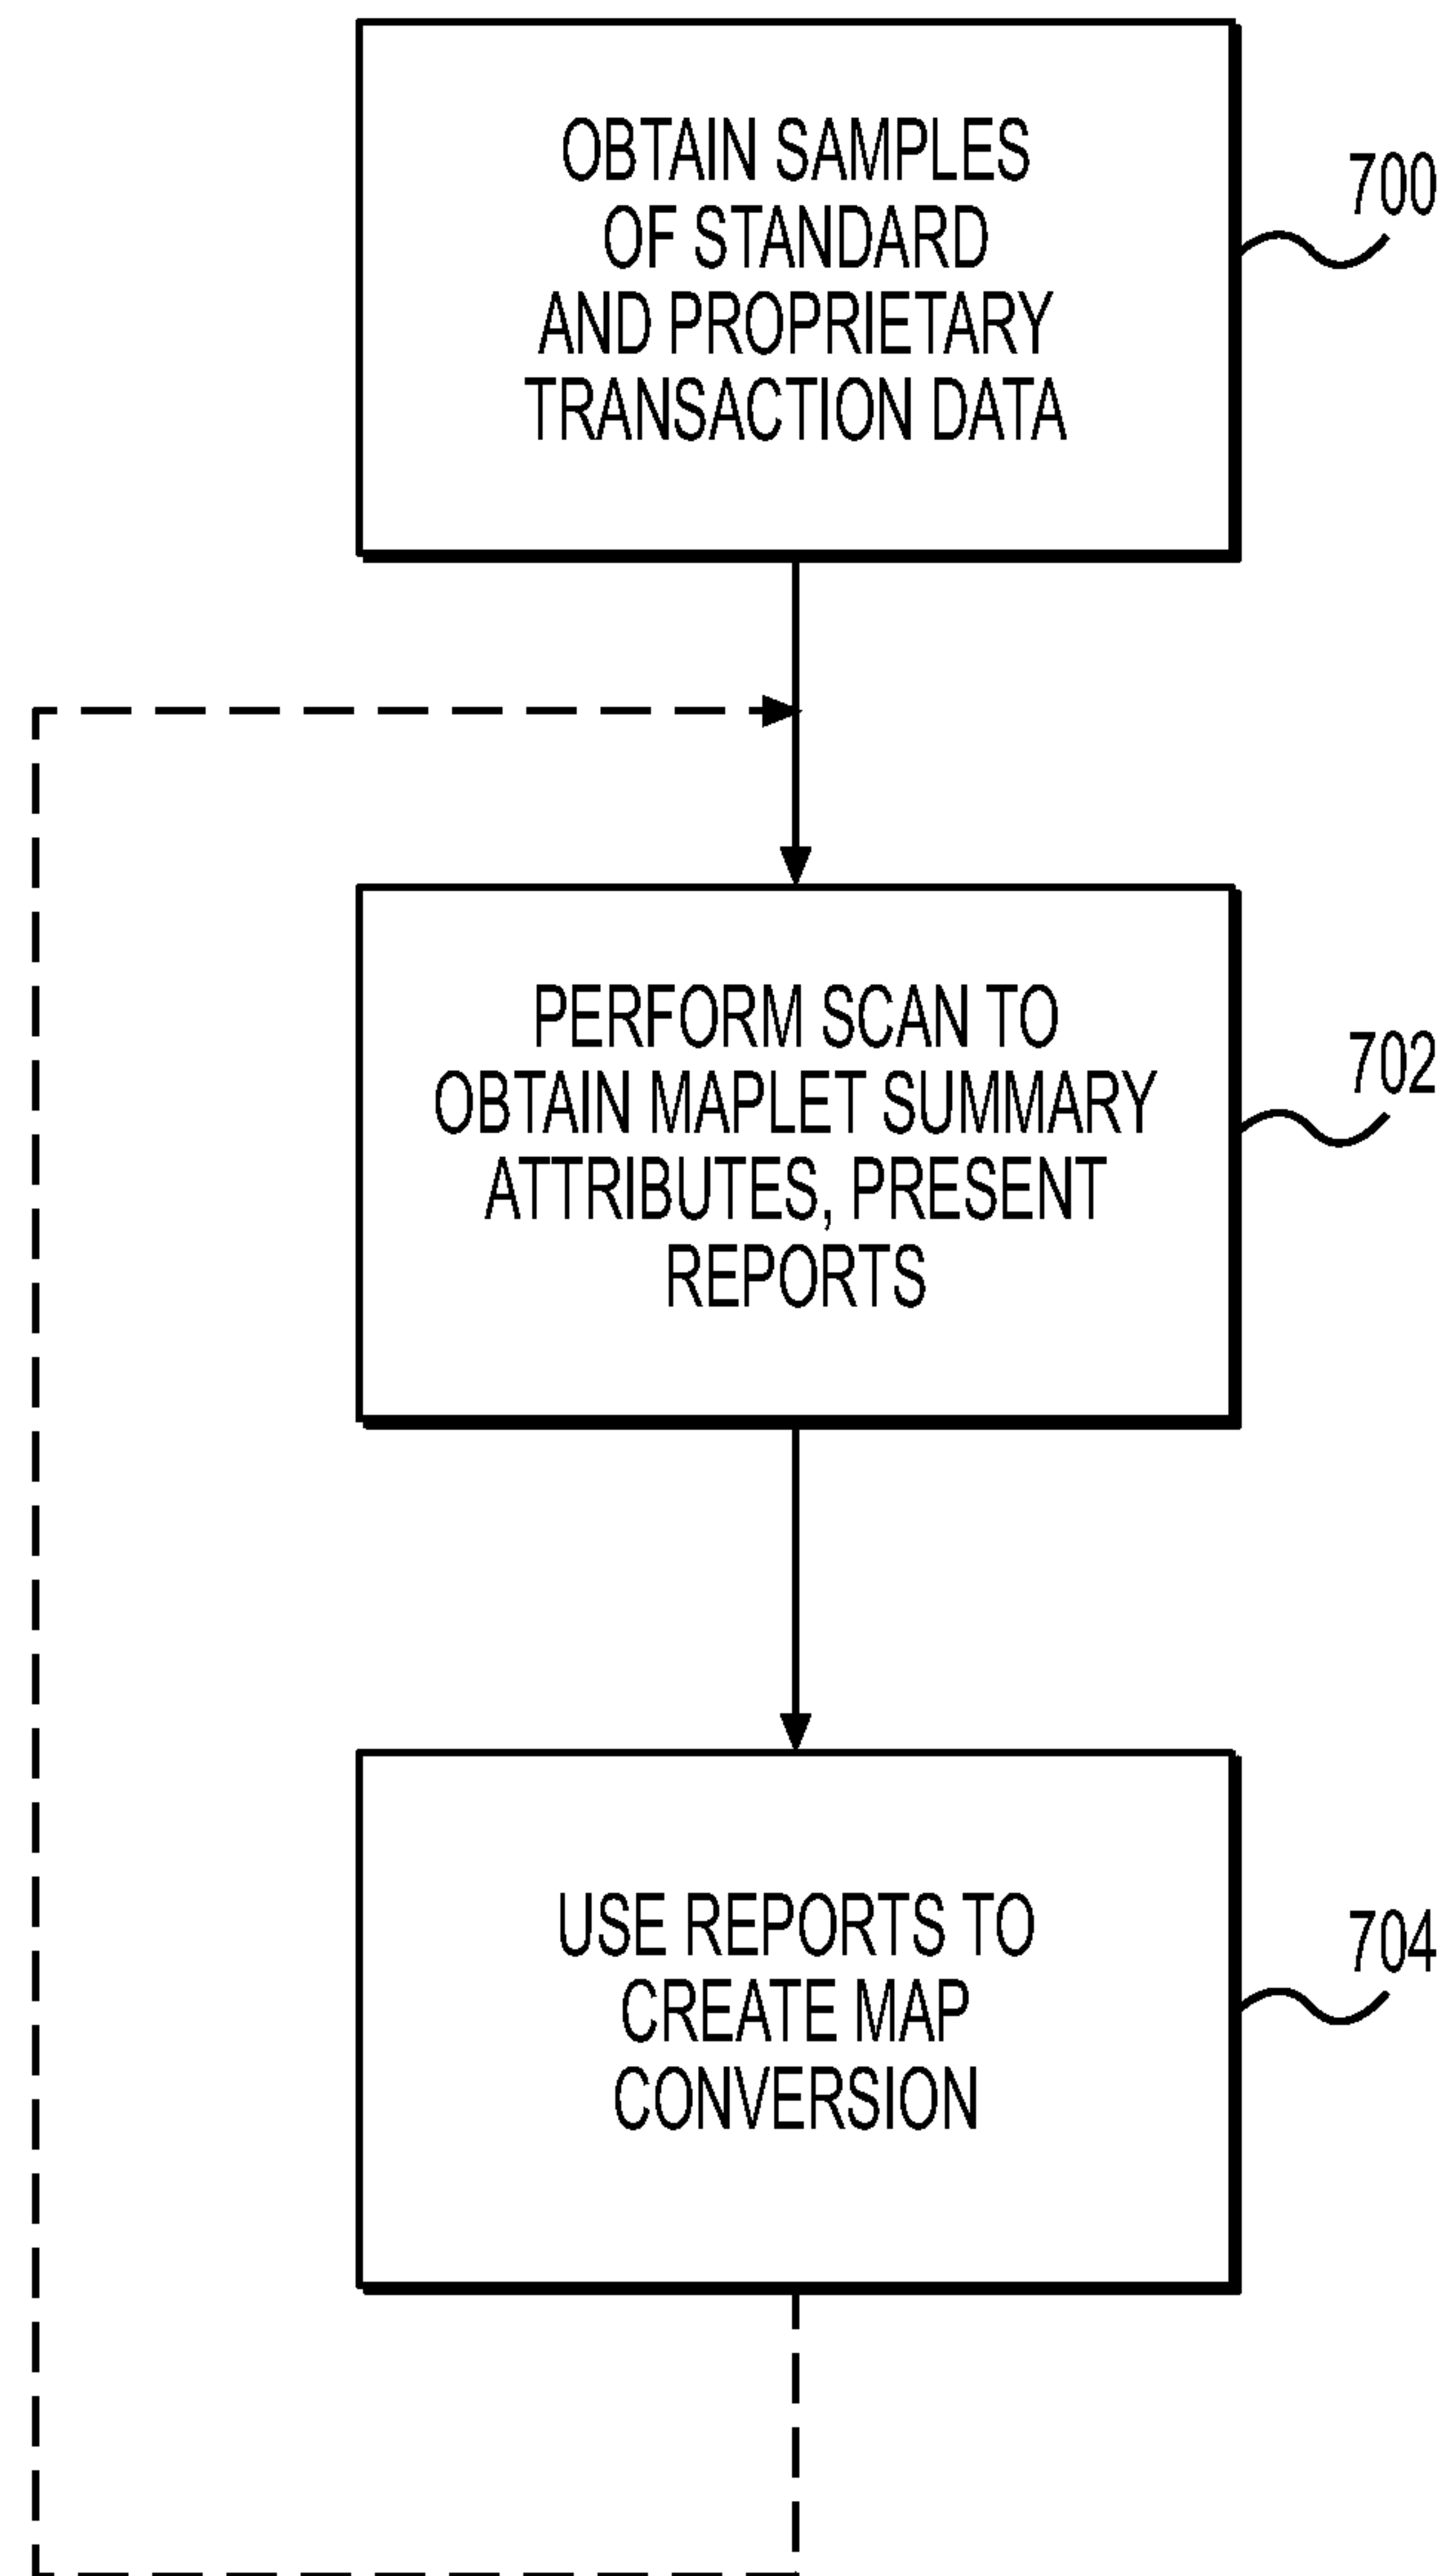 OBTAIN SAMPLES
OF STANDARD
AND PROPRIETARY
TRANSACTION DATA
700
PERFORM SCAN TO
OBTAIN MAPLET SUMMARY
ATTRIBUTES, PRESENT
REPORTS
702
USE REPORTS TO
CREATE MAP
CONVERSION
704